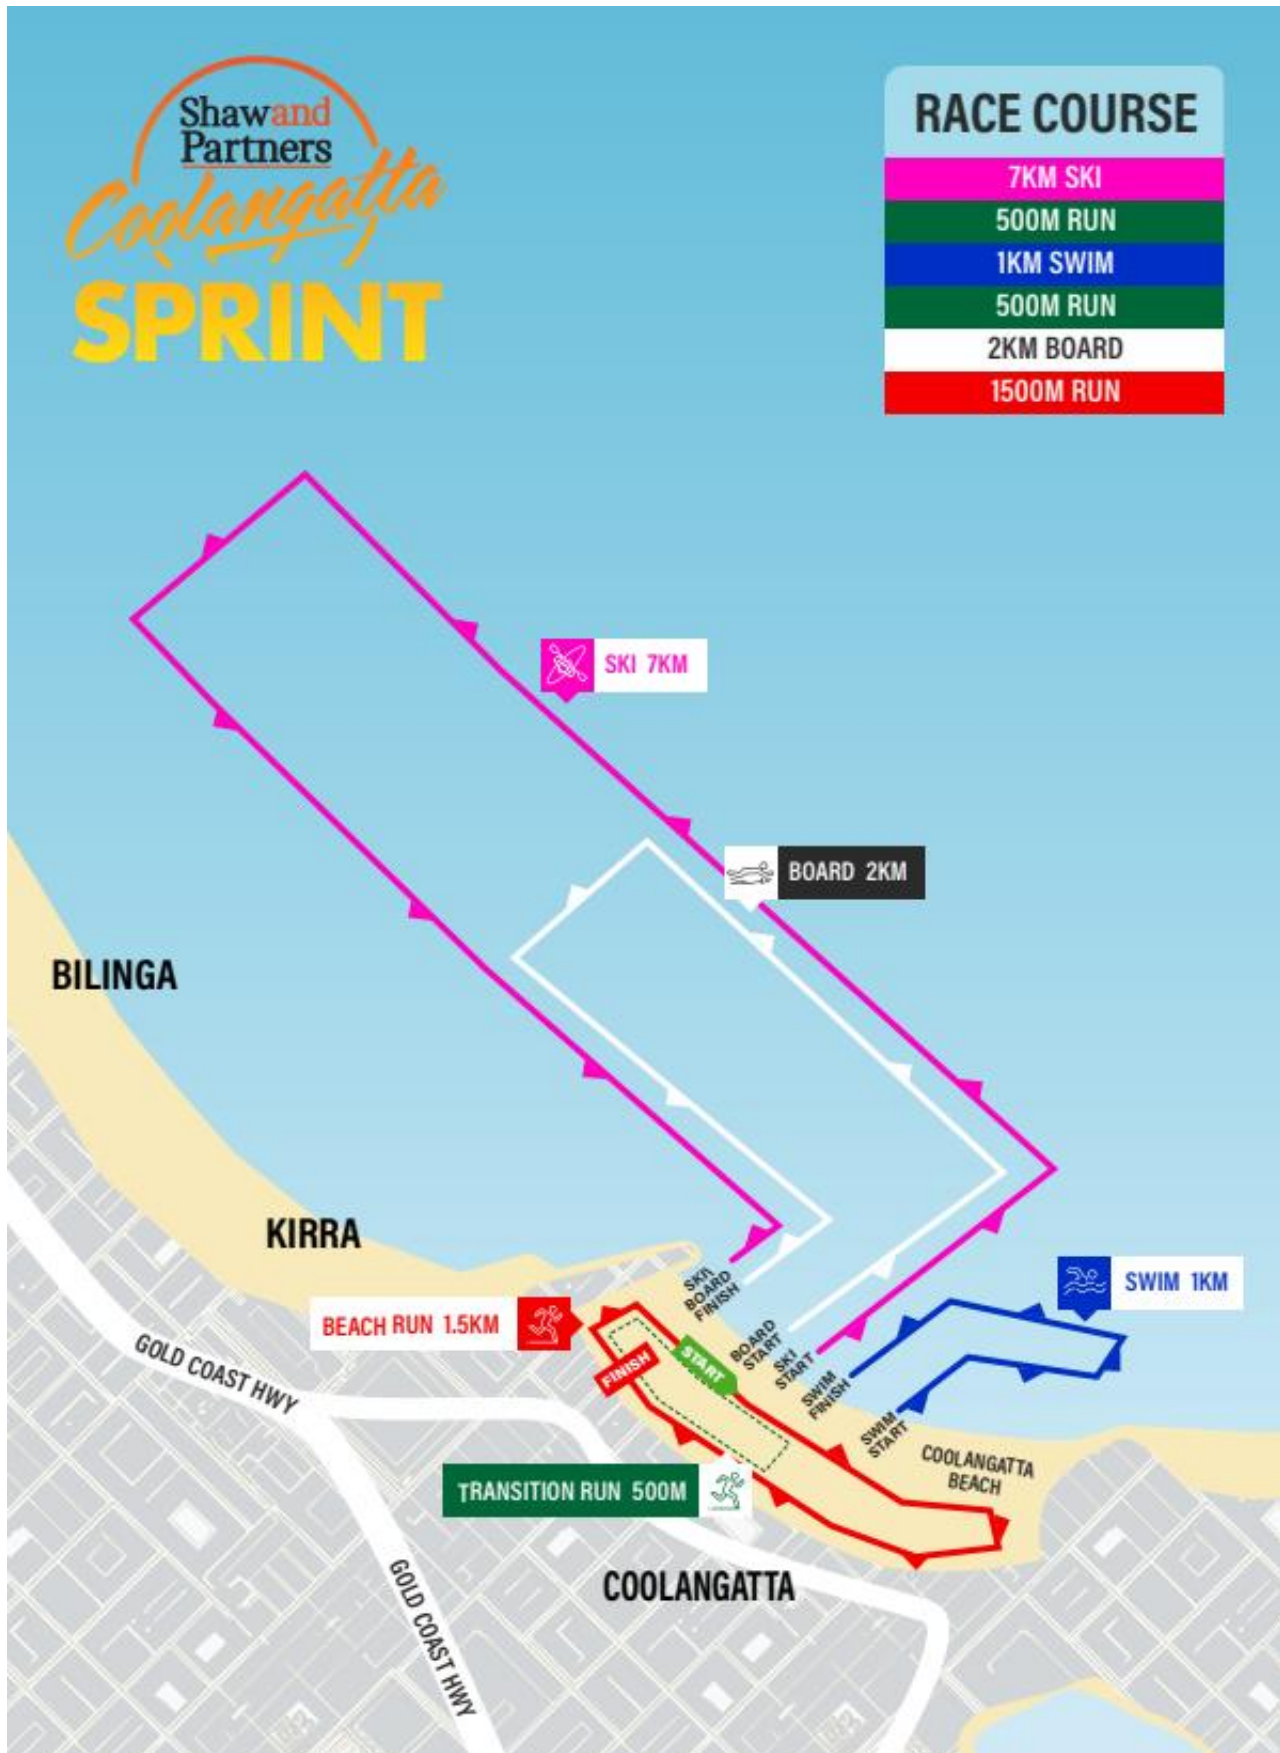 Shawand
Partners
Coolangatta
SPRINT
RACE COURSE
7KM SKI
500M RUN
1KM SWIM
500M RUN
2KM BOARD
1500M RUN
SKI 7KM
BOARD 2KM
BILINGA
KIRRA
SKI\
BOARD
FINISH
SWIM 1KM
BEACH RUN 1.5KM
BOARD
START
SKI
START
START
FINISH
SWIM
FINISH
SWIM
START
GOLD COAST HWY
COOLANGATTA
BEACH
TRANSITION RUN 500M
COOLANGATTA
GOLD COAST HWY